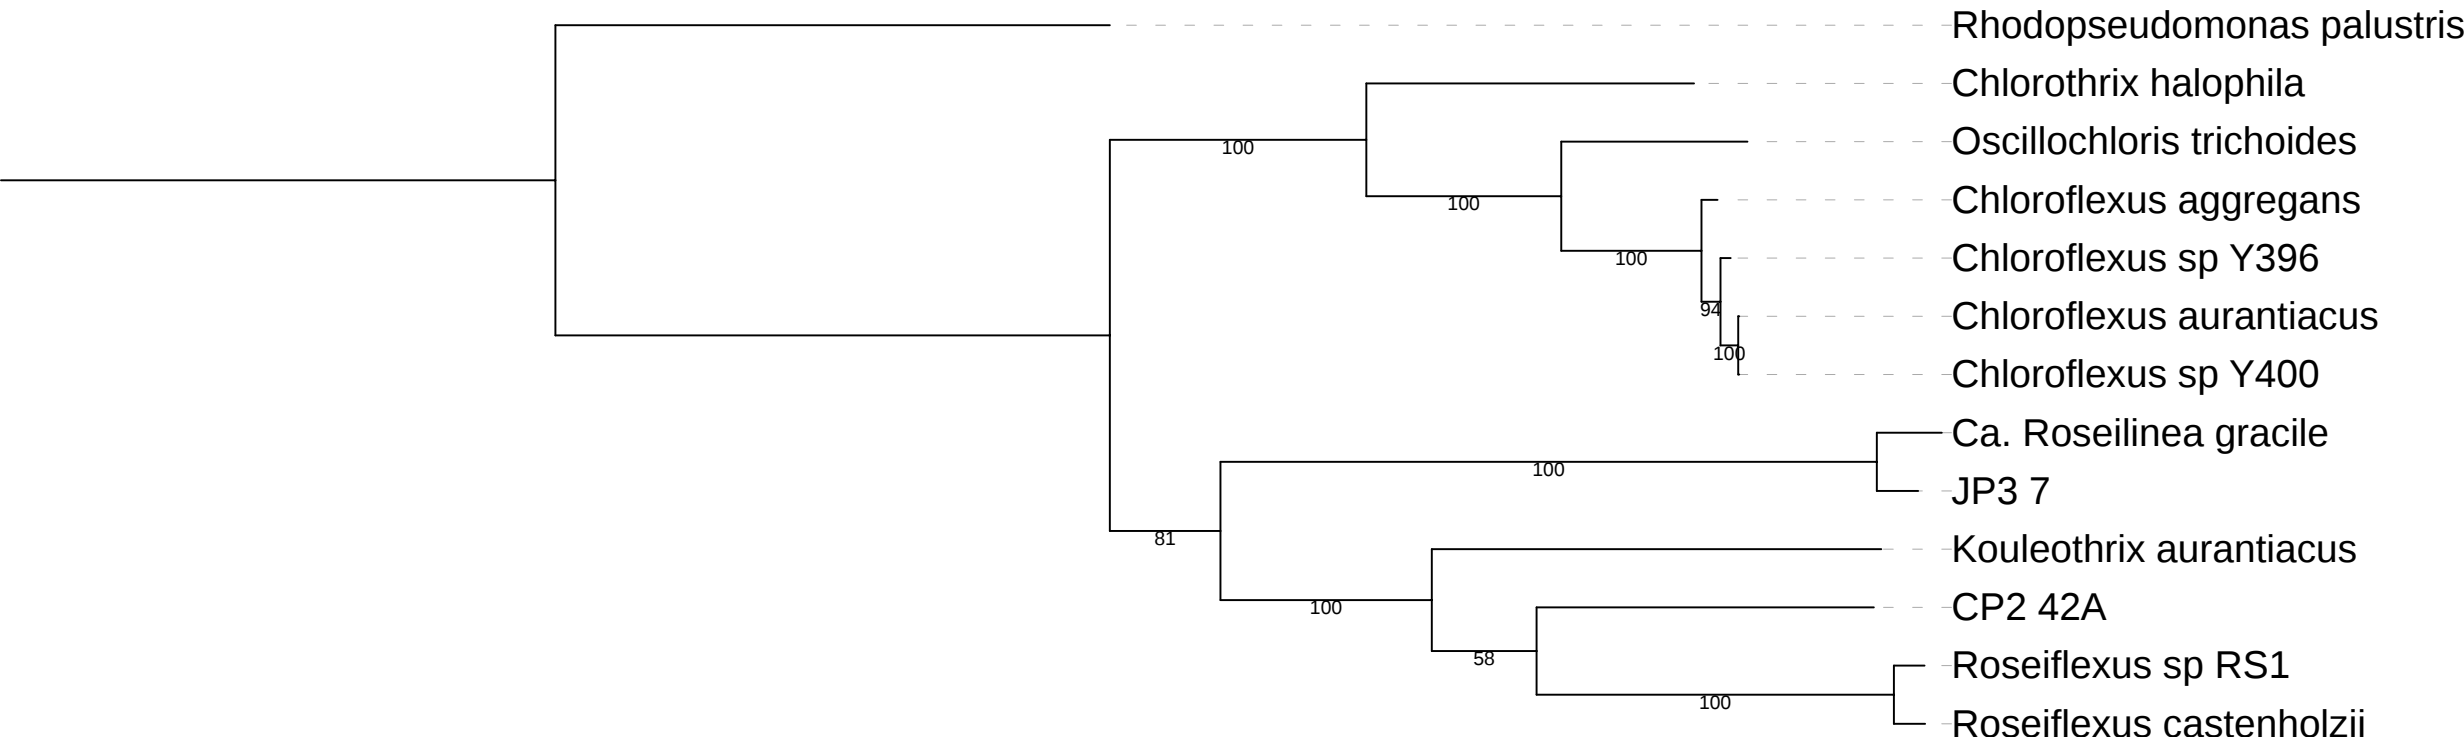 Rhodopseudomonas palustris
Chlorothrix halophila
100
Oscillochloris trichoides
Chloroflexus aggregans
100
Chloroflexus sp Y396
100
94
Chloroflexus aurantiacus
100
Chloroflexus sp Y400
Ca. Roseilinea gracile
100
JP3 7
81
Kouleothrix aurantiacus
100
CP2 42A
58
Roseiflexus sp RS1
100
Roseiflexus castenholzii